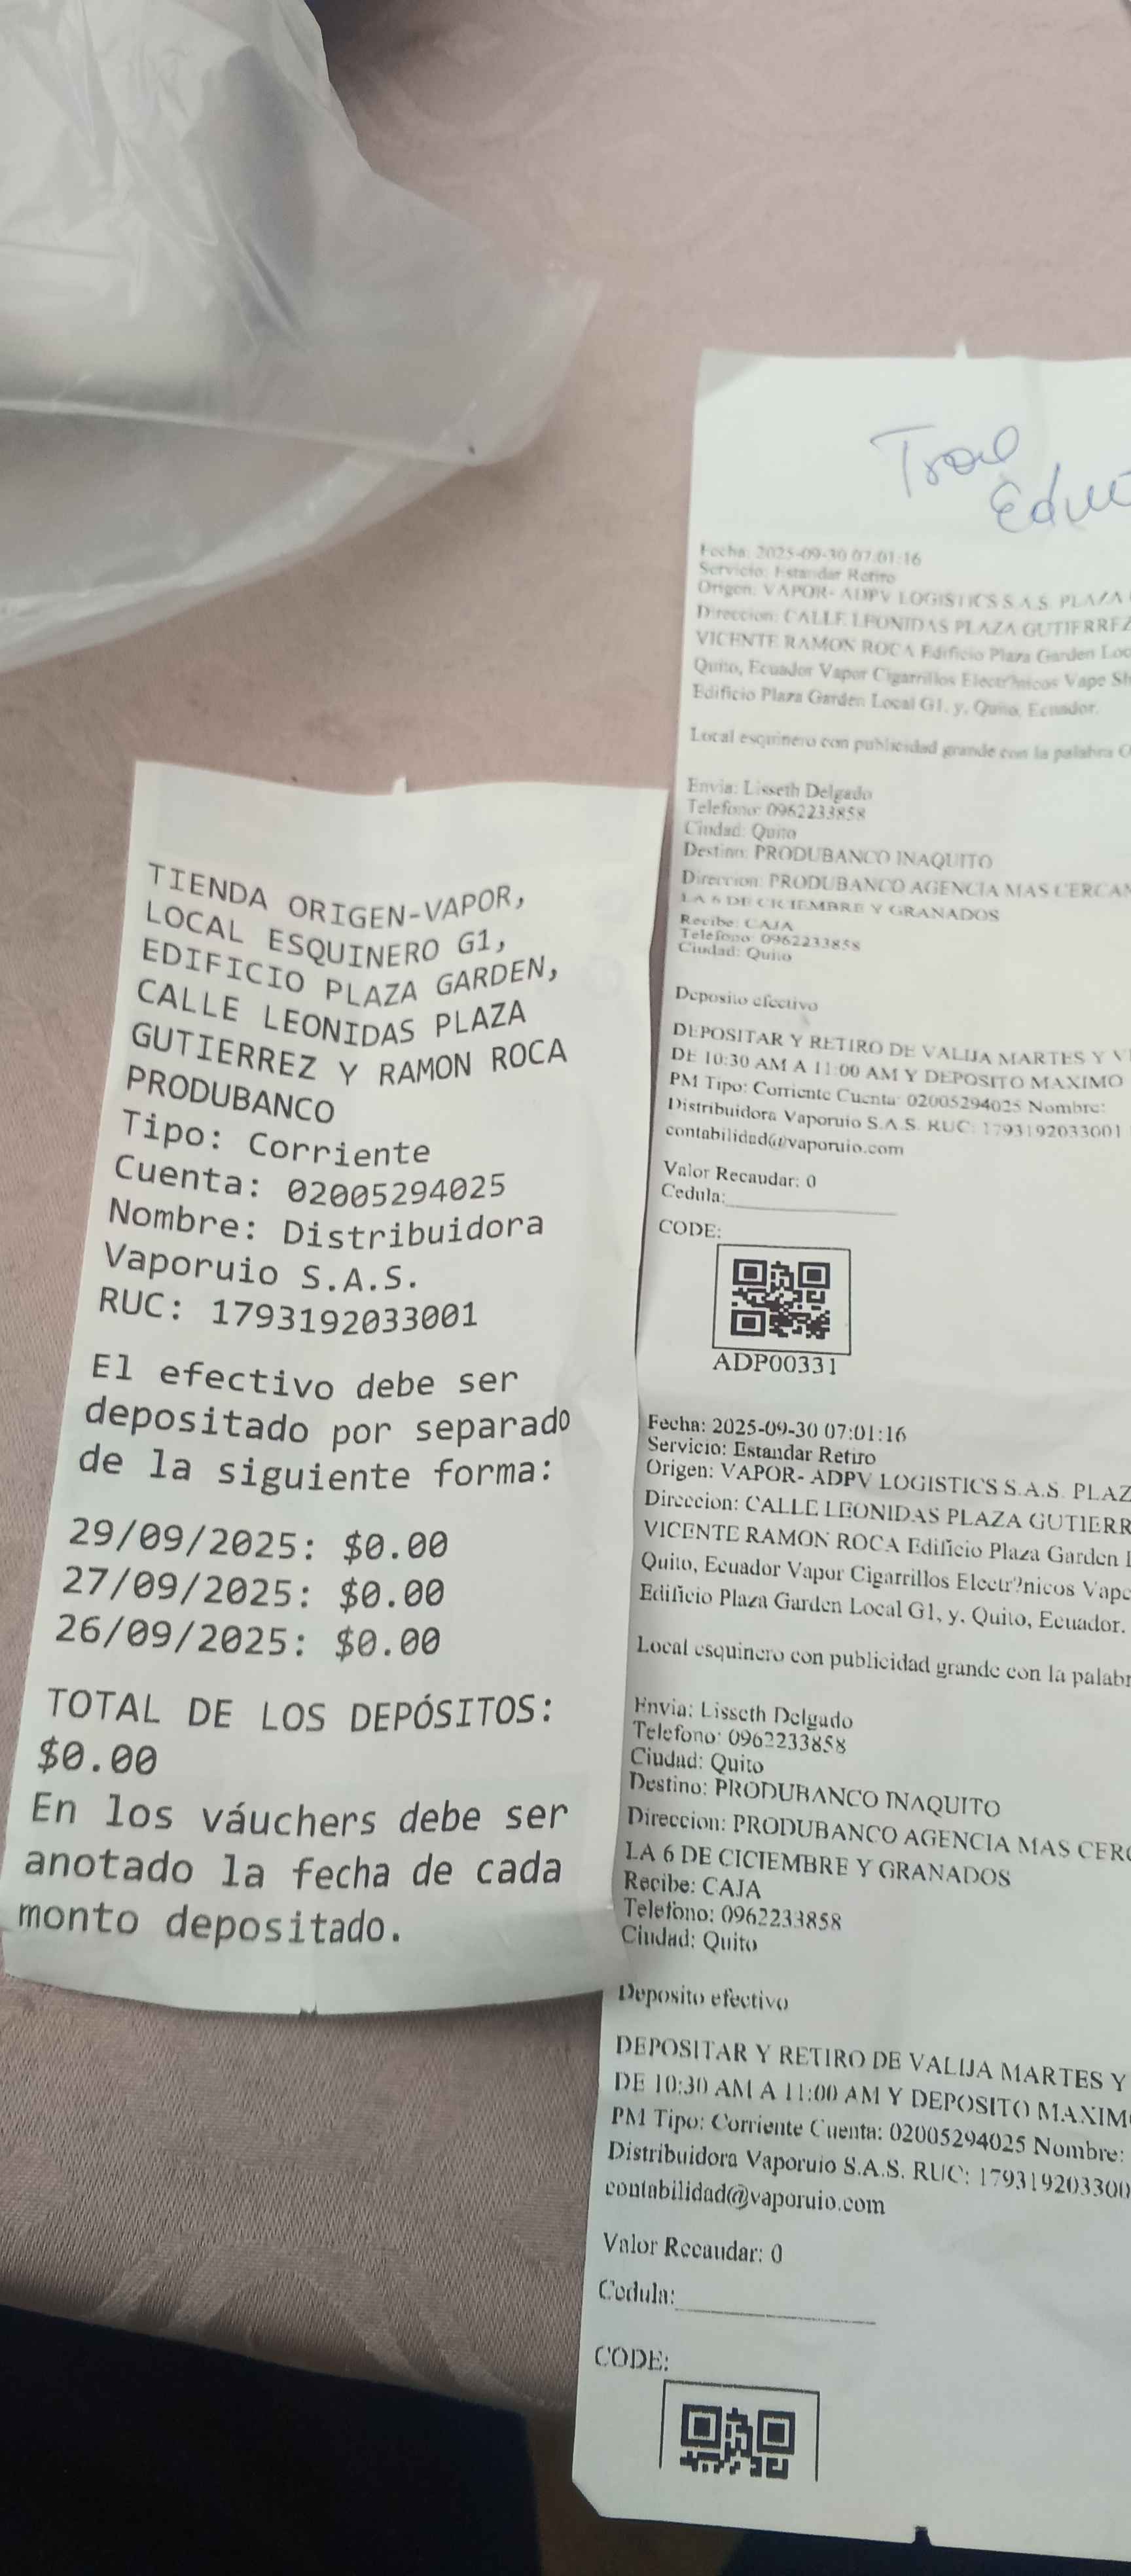 TIENDA ORIGEN-VAPOR,
LOCAL ESQUINERO G1,
EDIFICIO PLAZA GARDEN,
CALLE LEONIDAS PLAZA
GUTIERREZ Y RAMON ROCA
PRODUBANCO
Tipo: Corriente
Cuenta: 02005294025
Nombre: Distribuidora
Vaporuio S.A.S.
RUC: 1793192033001
El efectivo debe ser
depositado por separado
de la siguiente forma:
29/09/2025: $0.00
27/09/2025: $0.00
26/09/2025: $0.00
TOTAL DE LOS DEPÓSITOS:
$0.00
En los váuchers debe ser
anotado la fecha de cada
monto depositado.
Fecha: 2025-09-30 07:01:16
Servicio: Estandar Retiro
Origen: VAPOR- ADPV LOGISTICS S.A.S. PLAZA
Direccion: CALLE LEONIDAS PLAZA GUTIERREZ
VICENTE RAMON ROCA Edificio Plaza Garden Loc
Quito, Ecuador Vapor Cigarrillos Electr?nicos Vape Sh
Edificio Plaza Garden Local G1, y, Quito, Ecuador.
Local esquinero con publicidad grande con la palabra O
Envia: Lisseth Delgado
Telefono: 0962233858
Ciudad: Quito
Destino: PRODUBANCO INAQUITO
Direccion: PRODUBANCO AGENCIA MAS CERCAN
LA 6 DE CICIEMBRE Y GRANADOS
Recibe: CAJA
Telefono: 0962233858
Ciudad: Quito
Deposito efectivo
DEPOSITAR Y RETIRO DE VALIJA MARTES Y VI
DE 10:30 AM A 11:00 AM Y DEPOSITO MAXIMO
PM Tipo: Corriente Cuenta: 02005294025 Nombre:
Distribuidora Vaporuio S.A.S. RUC: 1793192033001
contabilidad@vaporuio.com
Valor Recaudar: 0
Cedula:
CODE:
ADP00331
Fecha: 2025-09-30 07:01:16
Servicio: Estandar Retiro
Origen: VAPOR- ADPV LOGISTICS S.A.S. PLAZ
Direccion: CALLE LEONIDAS PLAZA GUTIERR
VICENTE RAMON ROCA Edificio Plaza Garden L
Quito, Ecuador Vapor Cigarrillos Electr?nicos Vape
Edificio Plaza Garden Local G1, y, Quito, Ecuador.
Local esquinero con publicidad grande con la palabr
Envia: Lisseth Delgado
Telefono: 0962233858
Ciudad: Quito
Destino: PRODUBANCO INAQUITO
Direccion: PRODUBANCO AGENCIA MAS CERC
LA 6 DE CICIEMBRE Y GRANADOS
Recibe: CAJA
Telefono: 0962233858
Ciudad: Quito
Deposito efectivo
DEPOSITAR Y RETIRO DE VALIJA MARTES Y
DE 10:30 AM A 11:00 AM Y DEPOSITO MAXIM
PM Tipo: Corriente Cuenta: 02005294025 Nombre:
Distribuidora Vaporuio S.A.S. RUC: 179319203300
contabilidad@vaporuio.com
Valor Recaudar: 0
Cedula:
CODE: